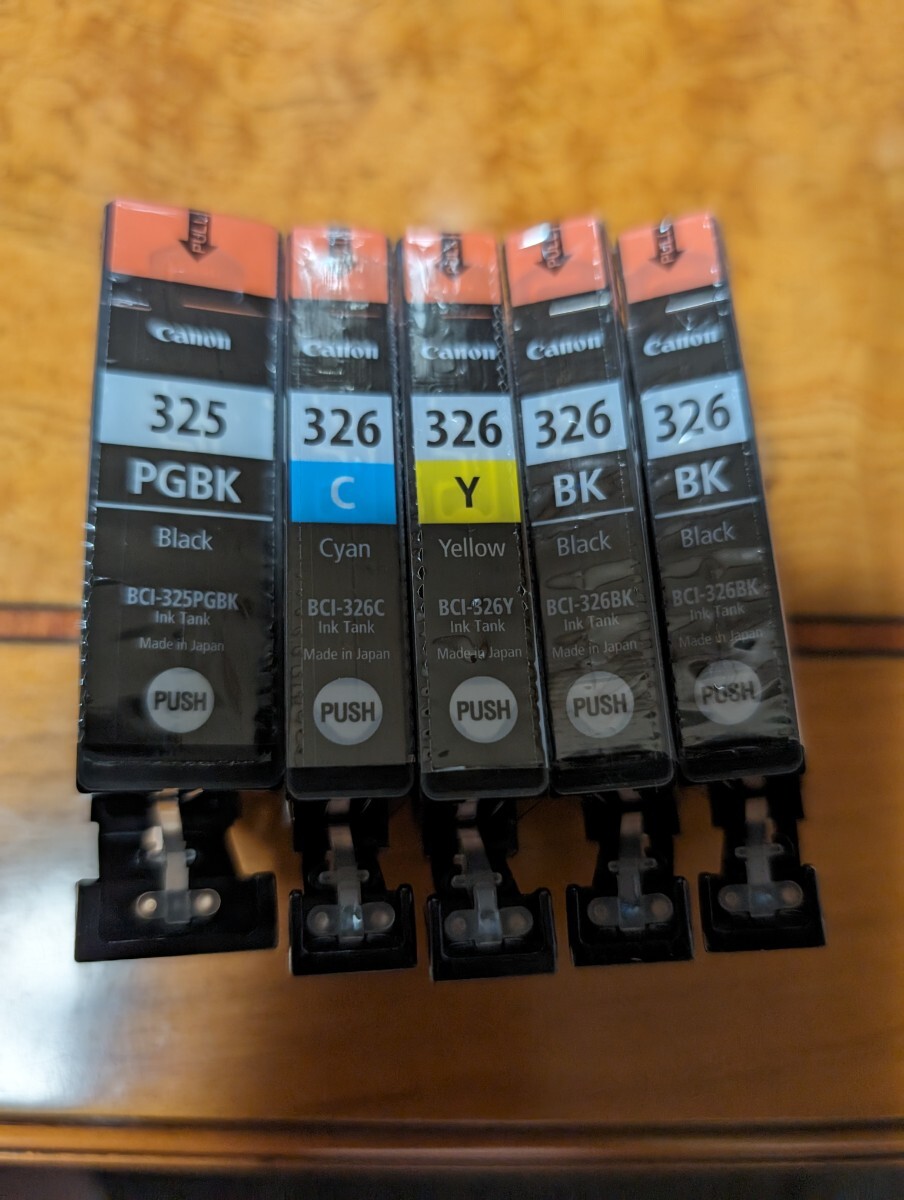 PULL
Canon
325
PGBK
Black
BCI-325PGBK
Ink Tank
Made in Japan
PUSH
Canon
326
C
Cyan
BCI-326C
Ink Tank
Made in Japan
PUSH
Canon
326
Y
Yellow
BCI-326Y
Ink Tank
Made in Japan
PUSH
PULL
Canon
326
BK
Black
BCI-326BK
Ink Tank
Made in Japan
PUSH
PULL
Canon
326
BK
Black
BCI-326BK
Ink Tank
Made in Japan
PUSH